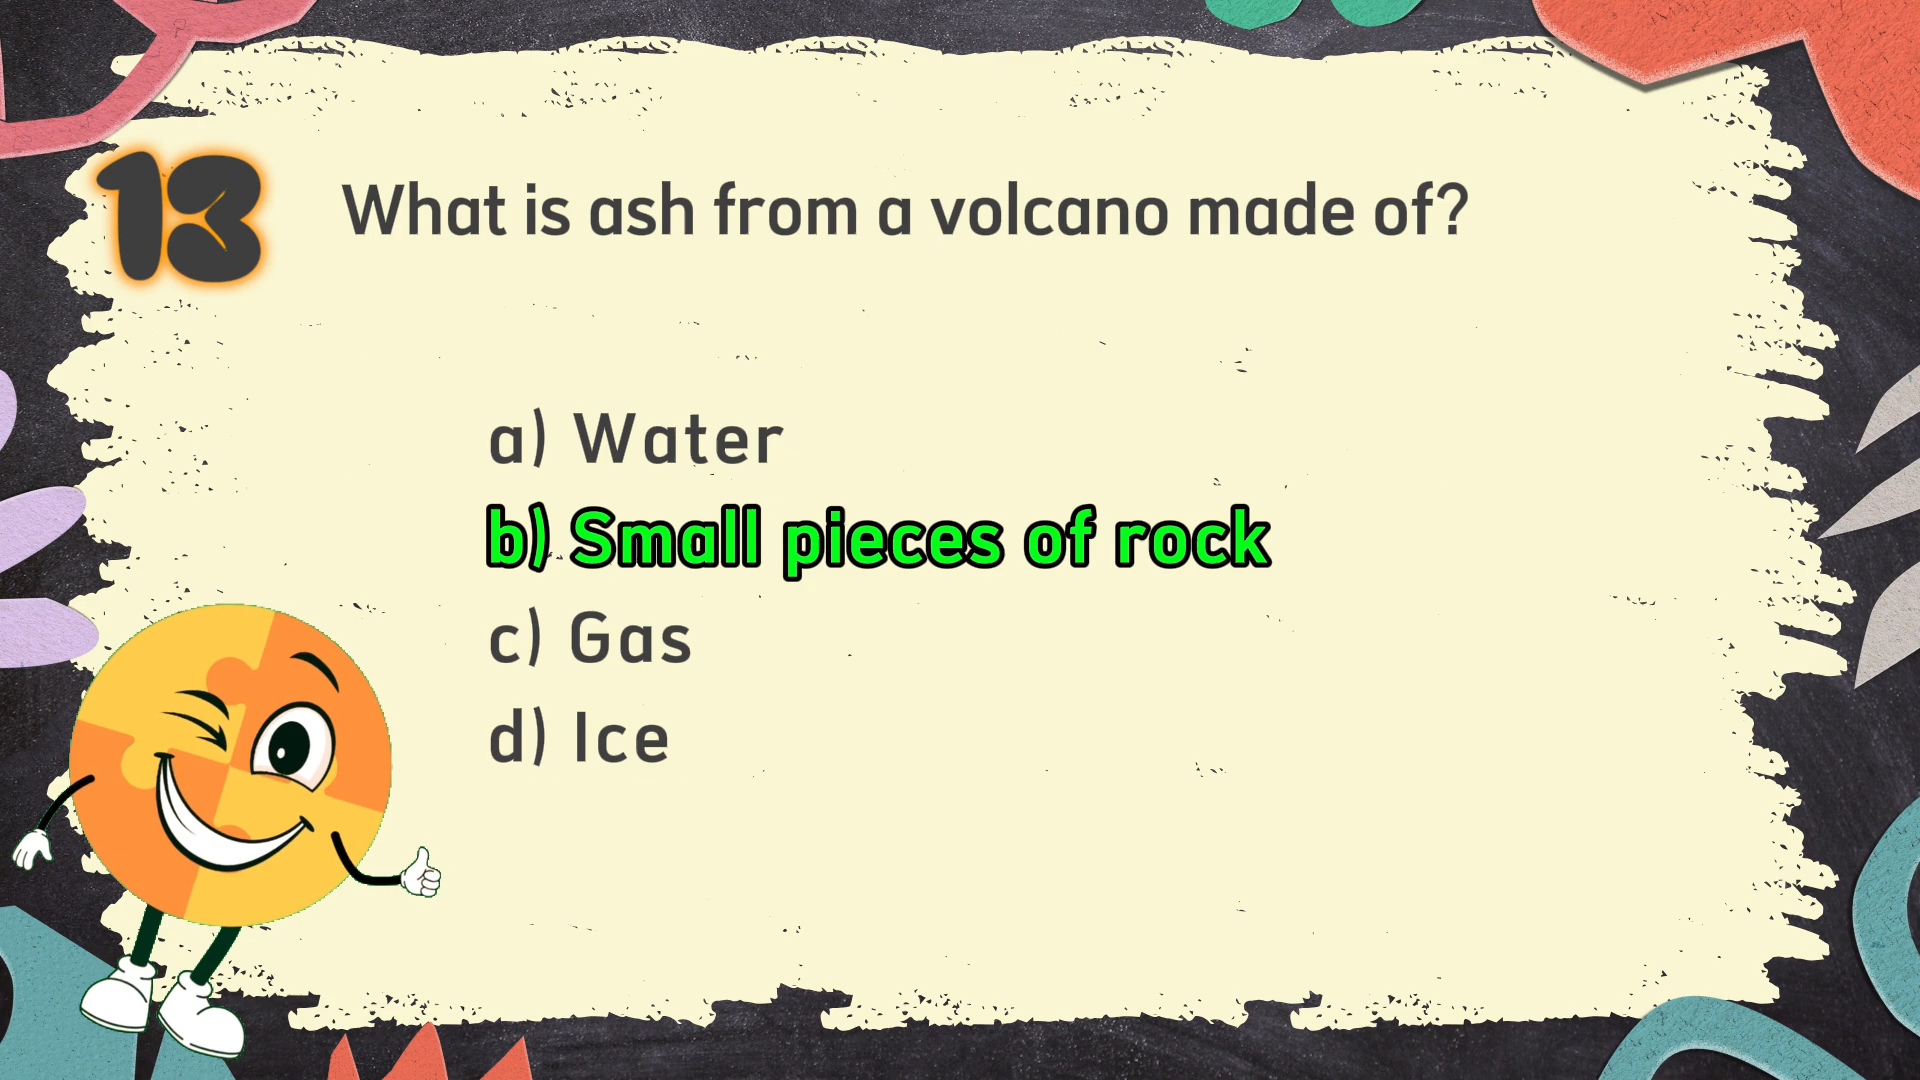 13
What is ash from a volcano made of?
a) Water
b) Small pieces of rock
c) Gas
d) Ice